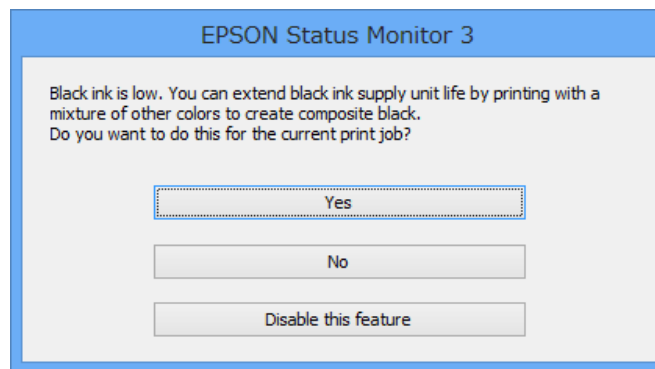 EPSON Status Monitor 3
Black ink is low. You can extend black ink supply unit life by printing with a
mixture of other colors to create composite black.
Do you want to do this for the current print job?
Yes
No
Disable this feature